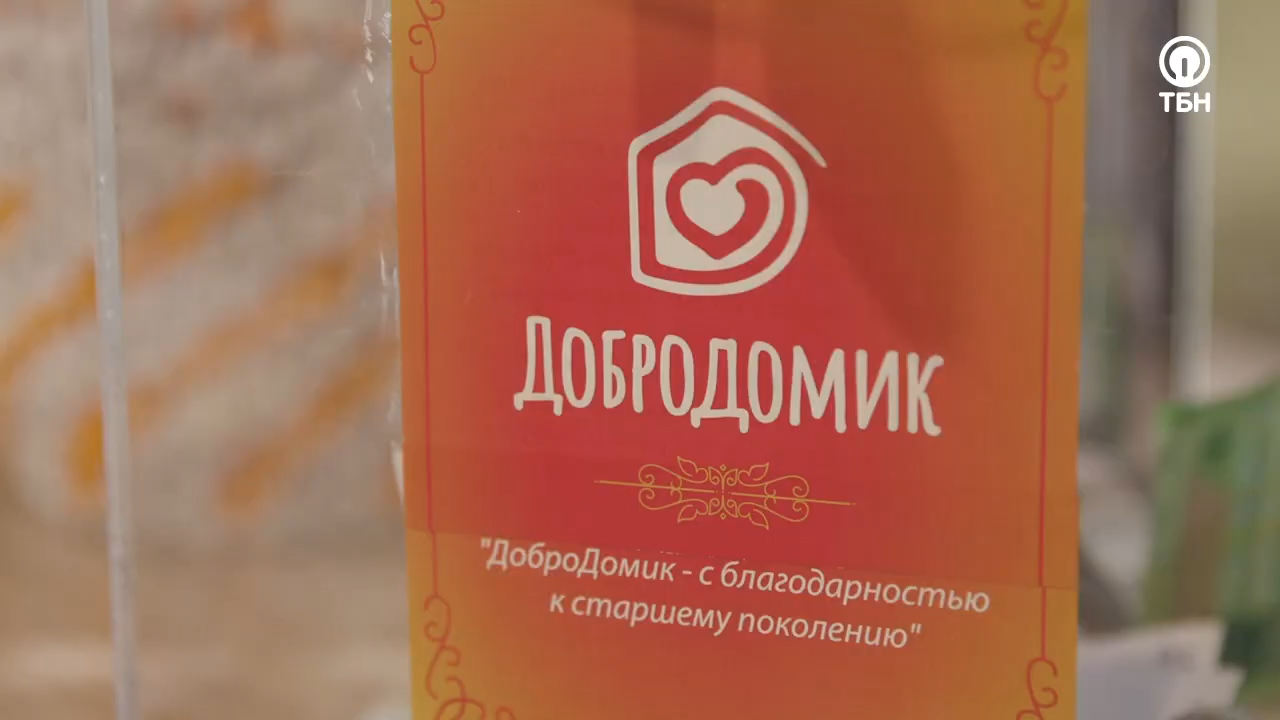 ТБН
ДОБРОДОМИК
"ДоброДомик - с благодарностью
к старшему поколению"